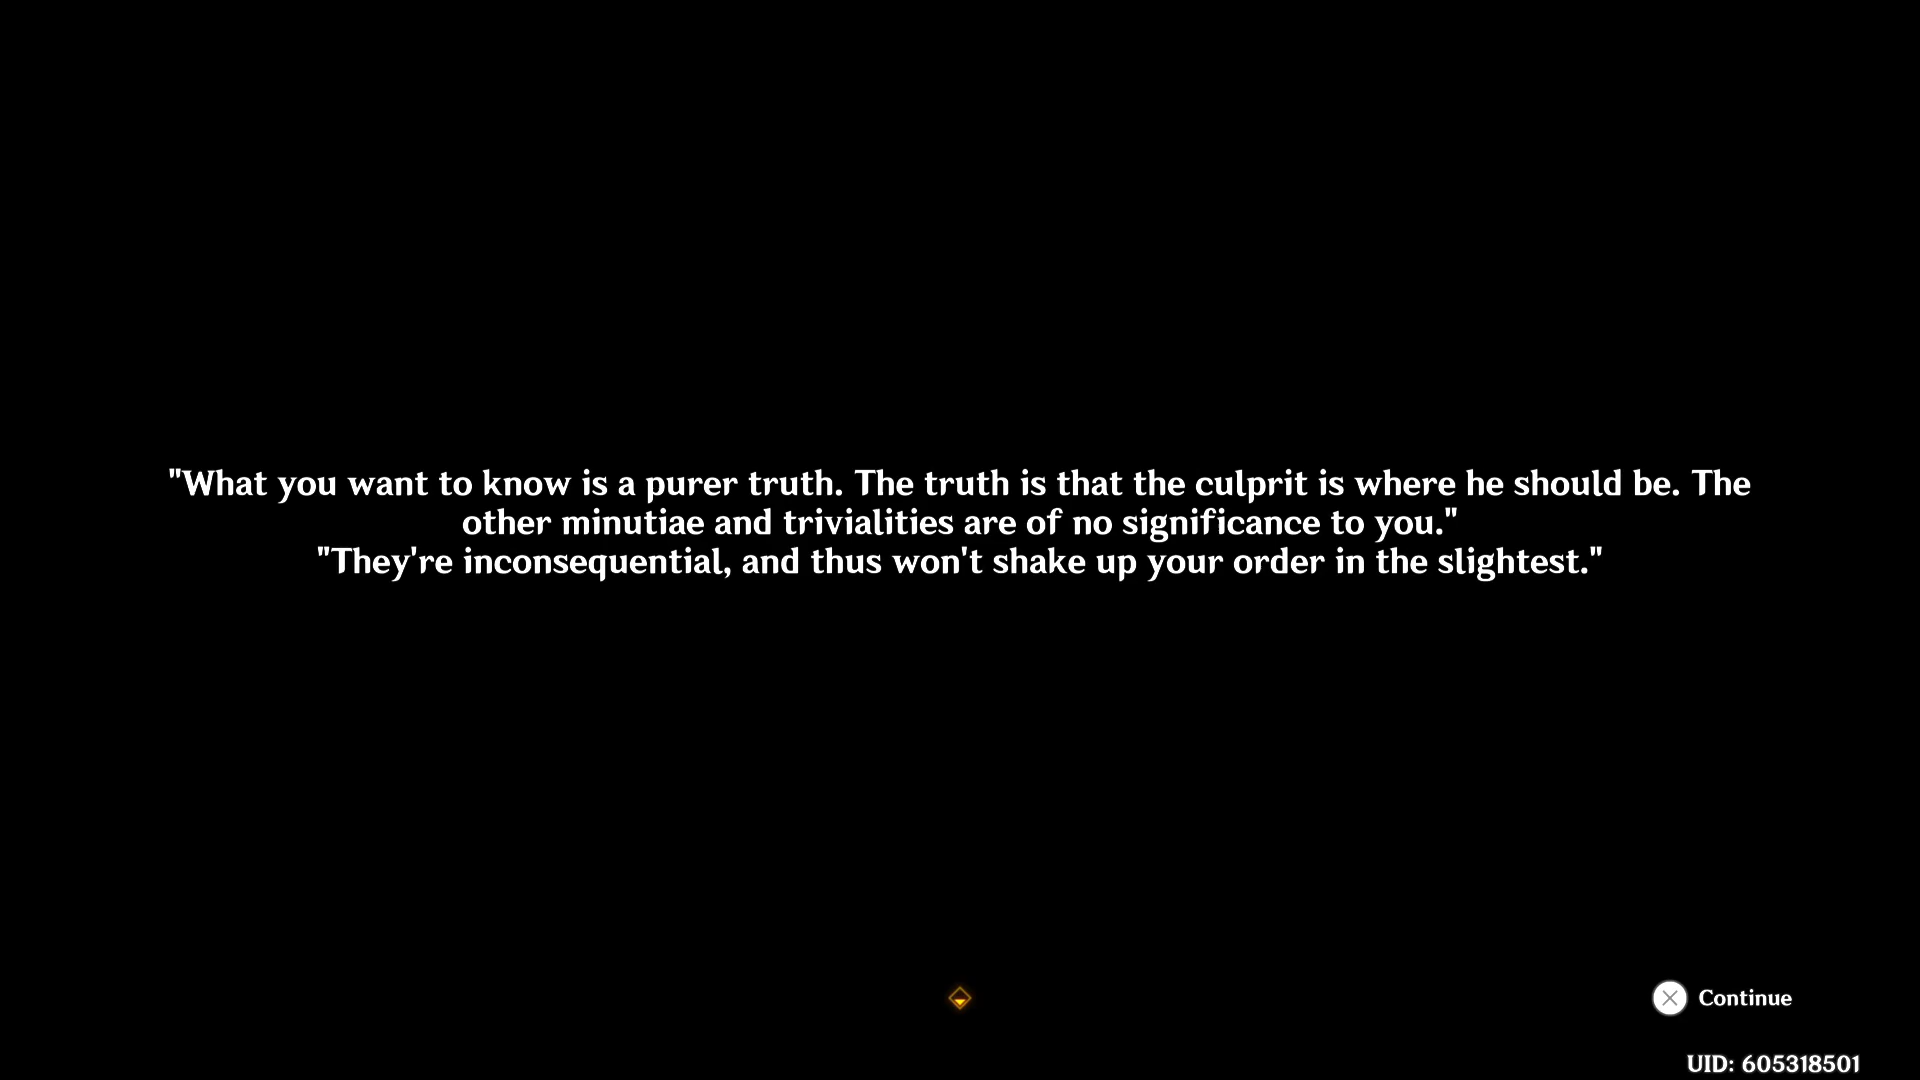 "What you want to know is a purer truth. The truth is that the culprit is where he should be. The
other minutiae and trivialities are of no significance to you."
"They're inconsequential, and thus won't shake up your order in the slightest."
Continue
UID: 605318501